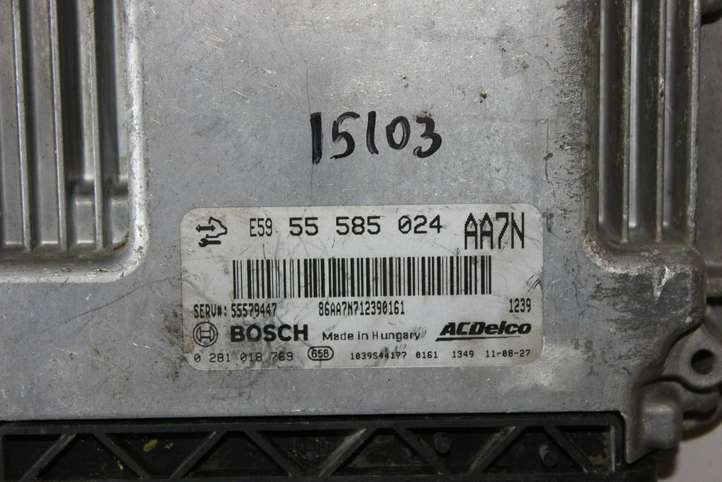 15103
E59 55 585 024 AA7N
SERV#: 55579447 86AA7N712390161 1239
BOSCH Made in Hungary ACDelco
0 281 018 769 658 1039S44177 0161 1349 11-08-27